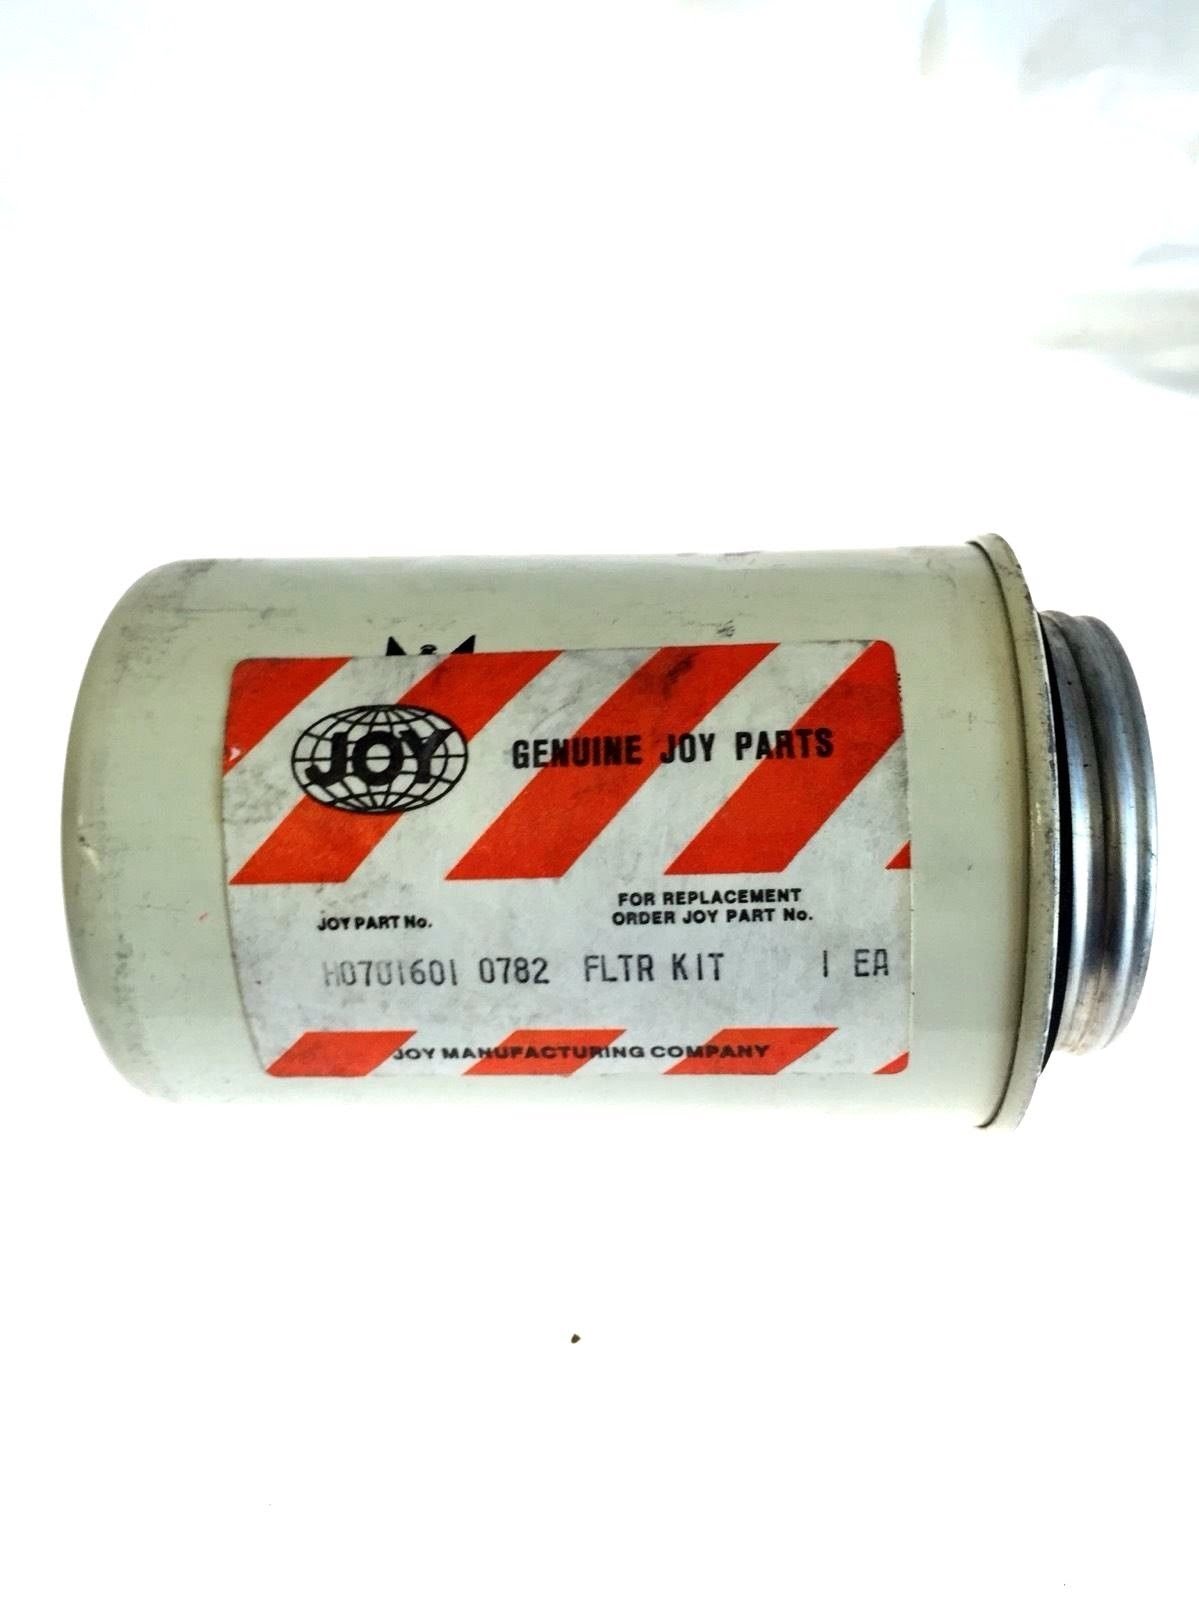 JOY
GENUINE JOY PARTS
JOY PART No.
FOR REPLACEMENT
ORDER JOY PART No.
H0701601 0782 FLTR KIT 1 EA
JOY MANUFACTURING COMPANY